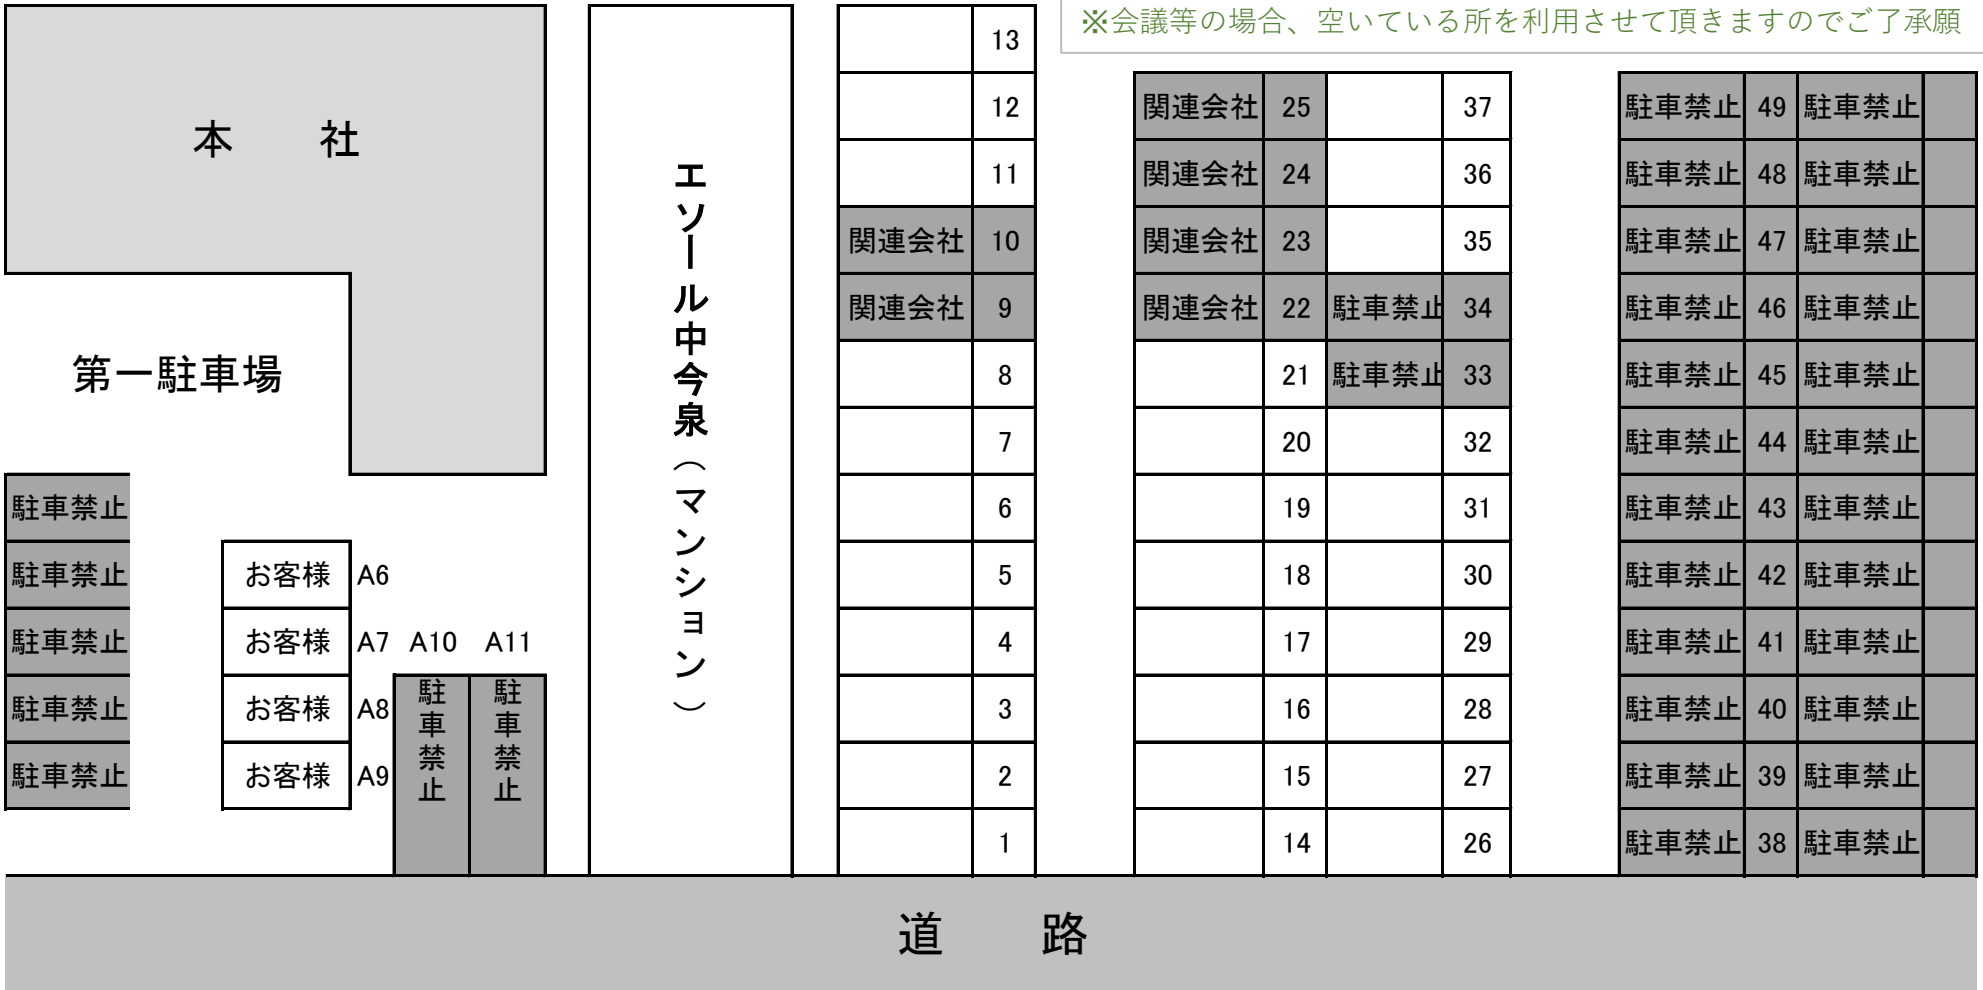 ※会議等の場合、空いている所を利用させて頂きますのでご了承願
本 社
第一駐車場
駐車禁止
駐車禁止
駐車禁止
駐車禁止
駐車禁止
お客様 A6
お客様 A7 A10 A11
お客様 A8
お客様 A9
駐車禁止
駐車禁止
エソール中今泉（マンション）
13
12
11
関連会社 10
関連会社 9
8
7
6
5
4
3
2
1
関連会社 25 37
関連会社 24 36
関連会社 23 35
関連会社 22 駐車禁止 34
21 駐車禁止 33
20 32
19 31
18 30
17 29
16 28
15 27
14 26
駐車禁止 49 駐車禁止
駐車禁止 48 駐車禁止
駐車禁止 47 駐車禁止
駐車禁止 46 駐車禁止
駐車禁止 45 駐車禁止
駐車禁止 44 駐車禁止
駐車禁止 43 駐車禁止
駐車禁止 42 駐車禁止
駐車禁止 41 駐車禁止
駐車禁止 40 駐車禁止
駐車禁止 39 駐車禁止
駐車禁止 38 駐車禁止
道 路